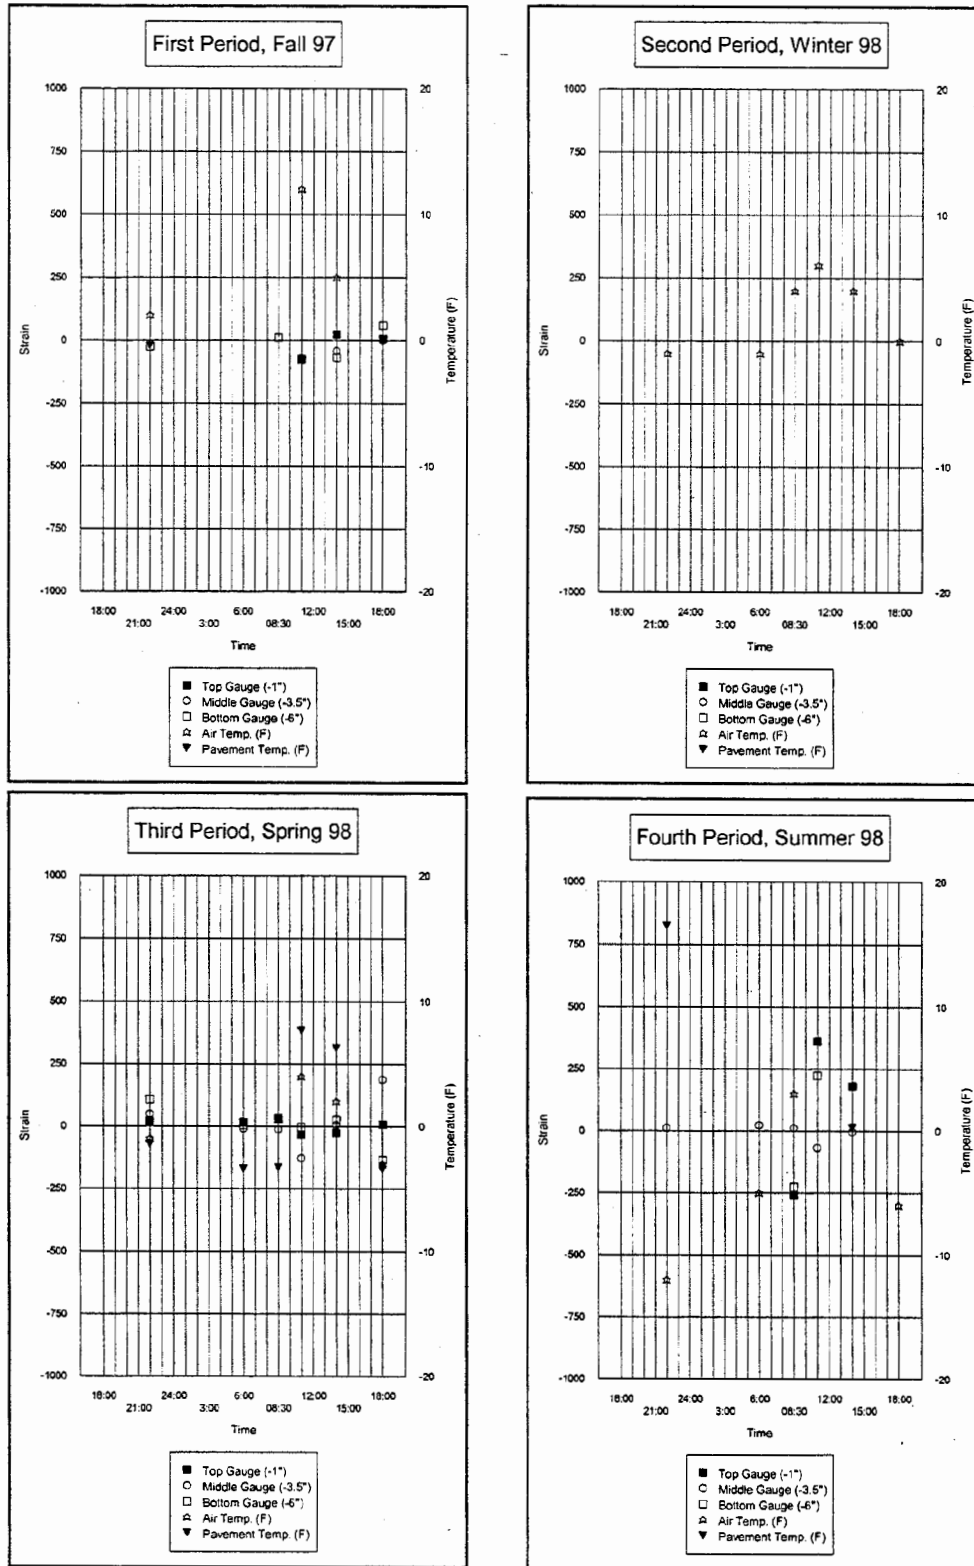 First Period, Fall 97
1000
750
500
250
0
-250
-500
-750
-1000
Strain
20
10
0
-10
-20
Temperature (F)
18:00 24:00 6:00 12:00 18:00
21:00 3:00 08:30 15:00
Time
Top Gauge (-1")
Middle Gauge (-3.5")
Bottom Gauge (-6")
Air Temp. (F)
Pavement Temp. (F)
Second Period, Winter 98
1000
750
500
250
0
-250
-500
-750
-1000
Strain
20
10
0
-10
-20
Temperature (F)
18:00 24:00 6:00 12:00 18:00
21:00 3:00 08:30 15:00
Time
Top Gauge (-1")
Middle Gauge (-3.5")
Bottom Gauge (-6")
Air Temp. (F)
Pavement Temp. (F)
Third Period, Spring 98
1000
750
500
250
0
-250
-500
-750
-1000
Strain
20
10
0
-10
-20
Temperature (F)
18:00 24:00 6:00 12:00 18:00
21:00 3:00 08:30 15:00
Time
Top Gauge (-1")
Middle Gauge (-3.5")
Bottom Gauge (-6")
Air Temp. (F)
Pavement Temp. (F)
Fourth Period, Summer 98
1000
750
500
250
0
-250
-500
-750
-1000
Strain
20
10
0
-10
-20
Temperature (F)
18:00 24:00 6:00 12:00 18:00
21:00 3:00 08:30 15:00
Time
Top Gauge (-1")
Middle Gauge (-3.5")
Bottom Gauge (-6")
Air Temp. (F)
Pavement Temp. (F)